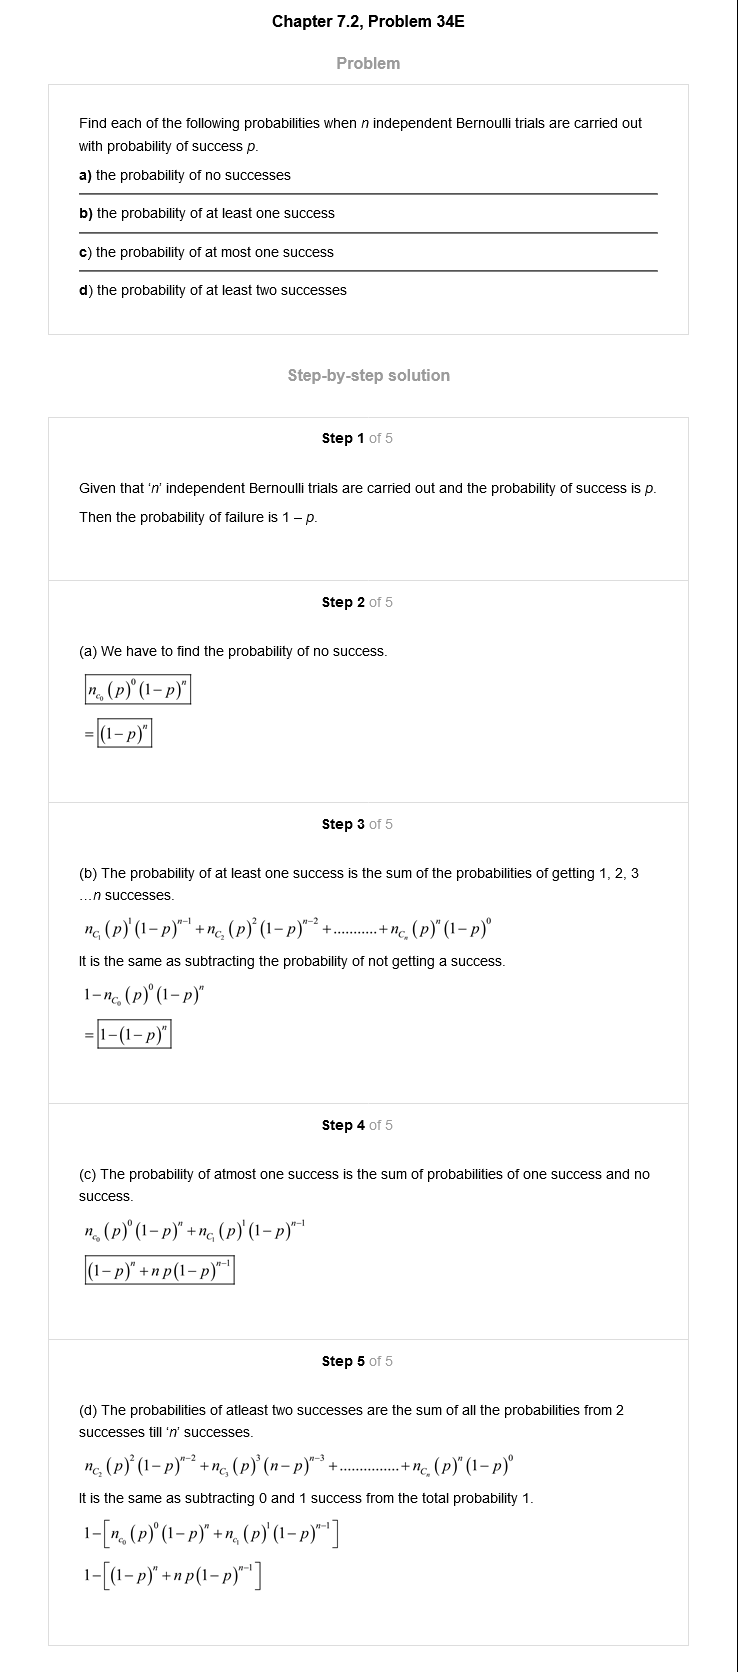 Chapter 7.2, Problem 34E
Problem
Find each of the following probabilities when n independent Bernoulli trials are carried out
with probability of success p.
a) the probability of no successes
b) the probability of at least one success
c) the probability of at most one success
d) the probability of at least two successes
Step-by-step solution
Step 1 of 5
Given that ‘n’ independent Bernoulli trials are carried out and the probability of success is p.
Then the probability of failure is 1 – p.
Step 2 of 5
(a) We have to find the probability of no success.
n_{c_0} (p)^0 (1−p)^n
= (1−p)^n
Step 3 of 5
(b) The probability of at least one success is the sum of the probabilities of getting 1, 2, 3
…n successes.
n_{C_1} (p)^1 (1−p)^{n−1} + n_{C_2} (p)^2 (1−p)^{n−2} + ........... + n_{C_n} (p)^n (1−p)^0
It is the same as subtracting the probability of not getting a success.
1 − n_{C_0} (p)^0 (1−p)^n
= 1−(1−p)^n
Step 4 of 5
(c) The probability of atmost one success is the sum of probabilities of one success and no
success.
n_{c_0} (p)^0 (1−p)^n + n_{C_1} (p)^1 (1−p)^{n−1}
(1−p)^n + n p(1−p)^{n−1}
Step 5 of 5
(d) The probabilities of atleast two successes are the sum of all the probabilities from 2
successes till ‘n’ successes.
n_{C_2} (p)^2 (1−p)^{n−2} + n_{C_3} (p)^3 (n−p)^{n−3} + ............... + n_{C_n} (p)^n (1−p)^0
It is the same as subtracting 0 and 1 success from the total probability 1.
1−[n_{c_0} (p)^0 (1−p)^n + n_{c_1} (p)^1 (1−p)^{n−1}]
1−[(1−p)^n + n p(1−p)^{n−1}]